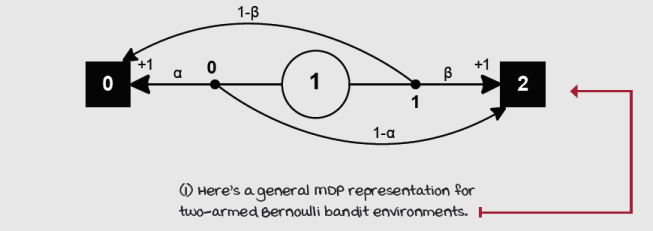 1-β
+1 α 0 β +1
0 1 2
1
1-α
(1) Here's a general MDP representation for
two-armed Bernoulli bandit environments.